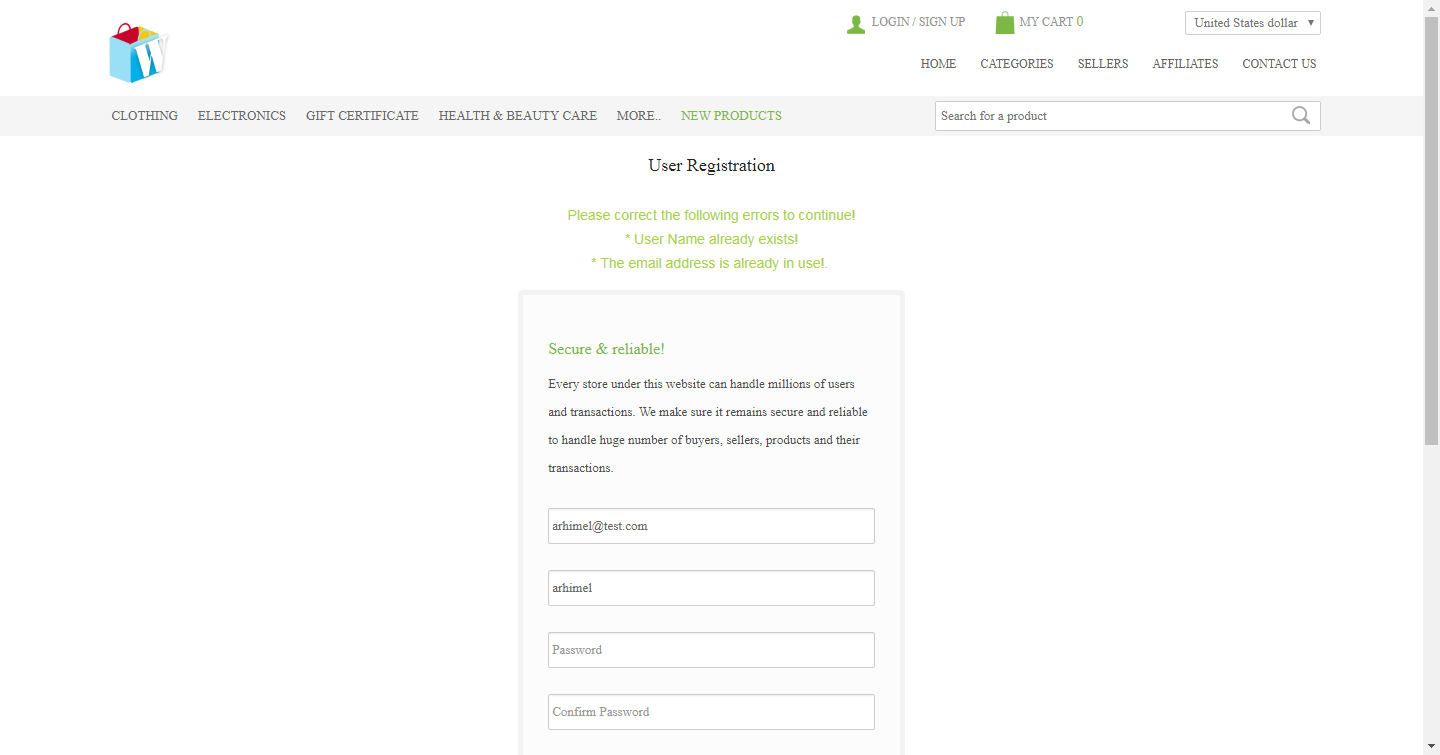 LOGIN / SIGN UP
MY CART 0
United States dollar
HOME
CATEGORIES
SELLERS
AFFILIATES
CONTACT US
CLOTHING
ELECTRONICS
GIFT CERTIFICATE
HEALTH & BEAUTY CARE
MORE..
NEW PRODUCTS
Search for a product
User Registration
Please correct the following errors to continue!
* User Name already exists!
* The email address is already in use!.
Secure & reliable!
Every store under this website can handle millions of users
and transactions. We make sure it remains secure and reliable
to handle huge number of buyers, sellers, products and their
transactions.
arhimel@test.com
arhimel
Password
Confirm Password